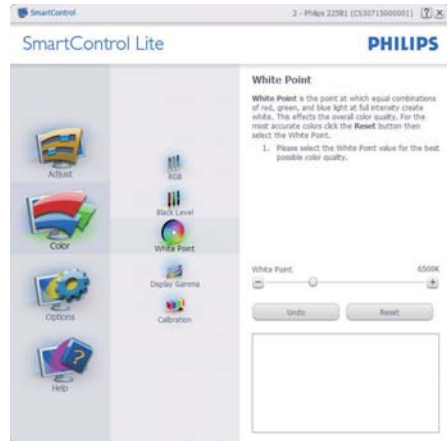 SmartControl
2 - Philips 225B1 (CS30715000001)
SmartControl Lite
PHILIPS
Adjust
Color
Options
Help
RGB
Black Level
White Point
Display Gamma
Calibration
White Point
White Point is the point at which equal combinations
of red, green, and blue light at full intensity create
white. This effects the overall color quality. For the
most accurate colors click the Reset button then
select the White Point.
1. Please select the White Point value for the best
possible color quality.
White Point
6500K
Undo
Reset